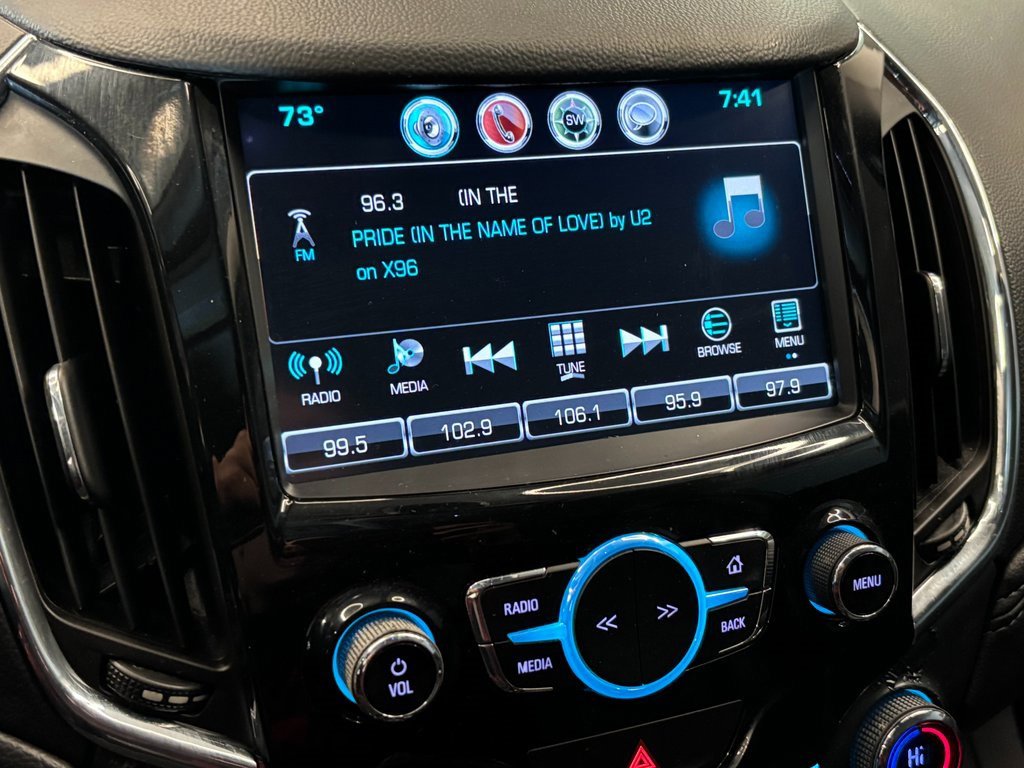 73° SW 7:41
96.3 (IN THE
FM
PRIDE (IN THE NAME OF LOVE) by U2
on X96
RADIO MEDIA TUNE BROWSE MENU
99.5 102.9 106.1 95.9 97.9
RADIO << >> MENU
MEDIA BACK
VOL
Hi